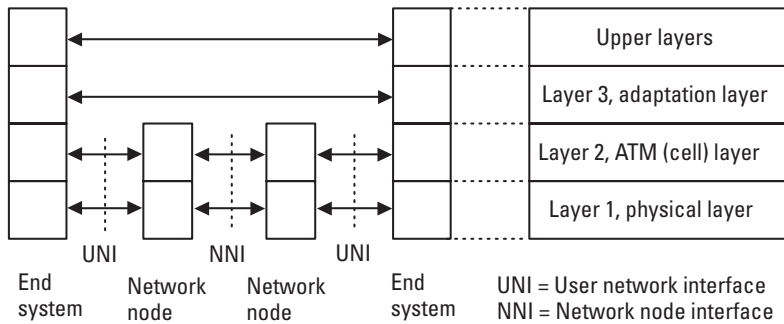 Upper layers
Layer 3, adaptation layer
Layer 2, ATM (cell) layer
Layer 1, physical layer
UNI
NNI
UNI
End
system
Network
node
Network
node
End
system
UNI = User network interface
NNI = Network node interface